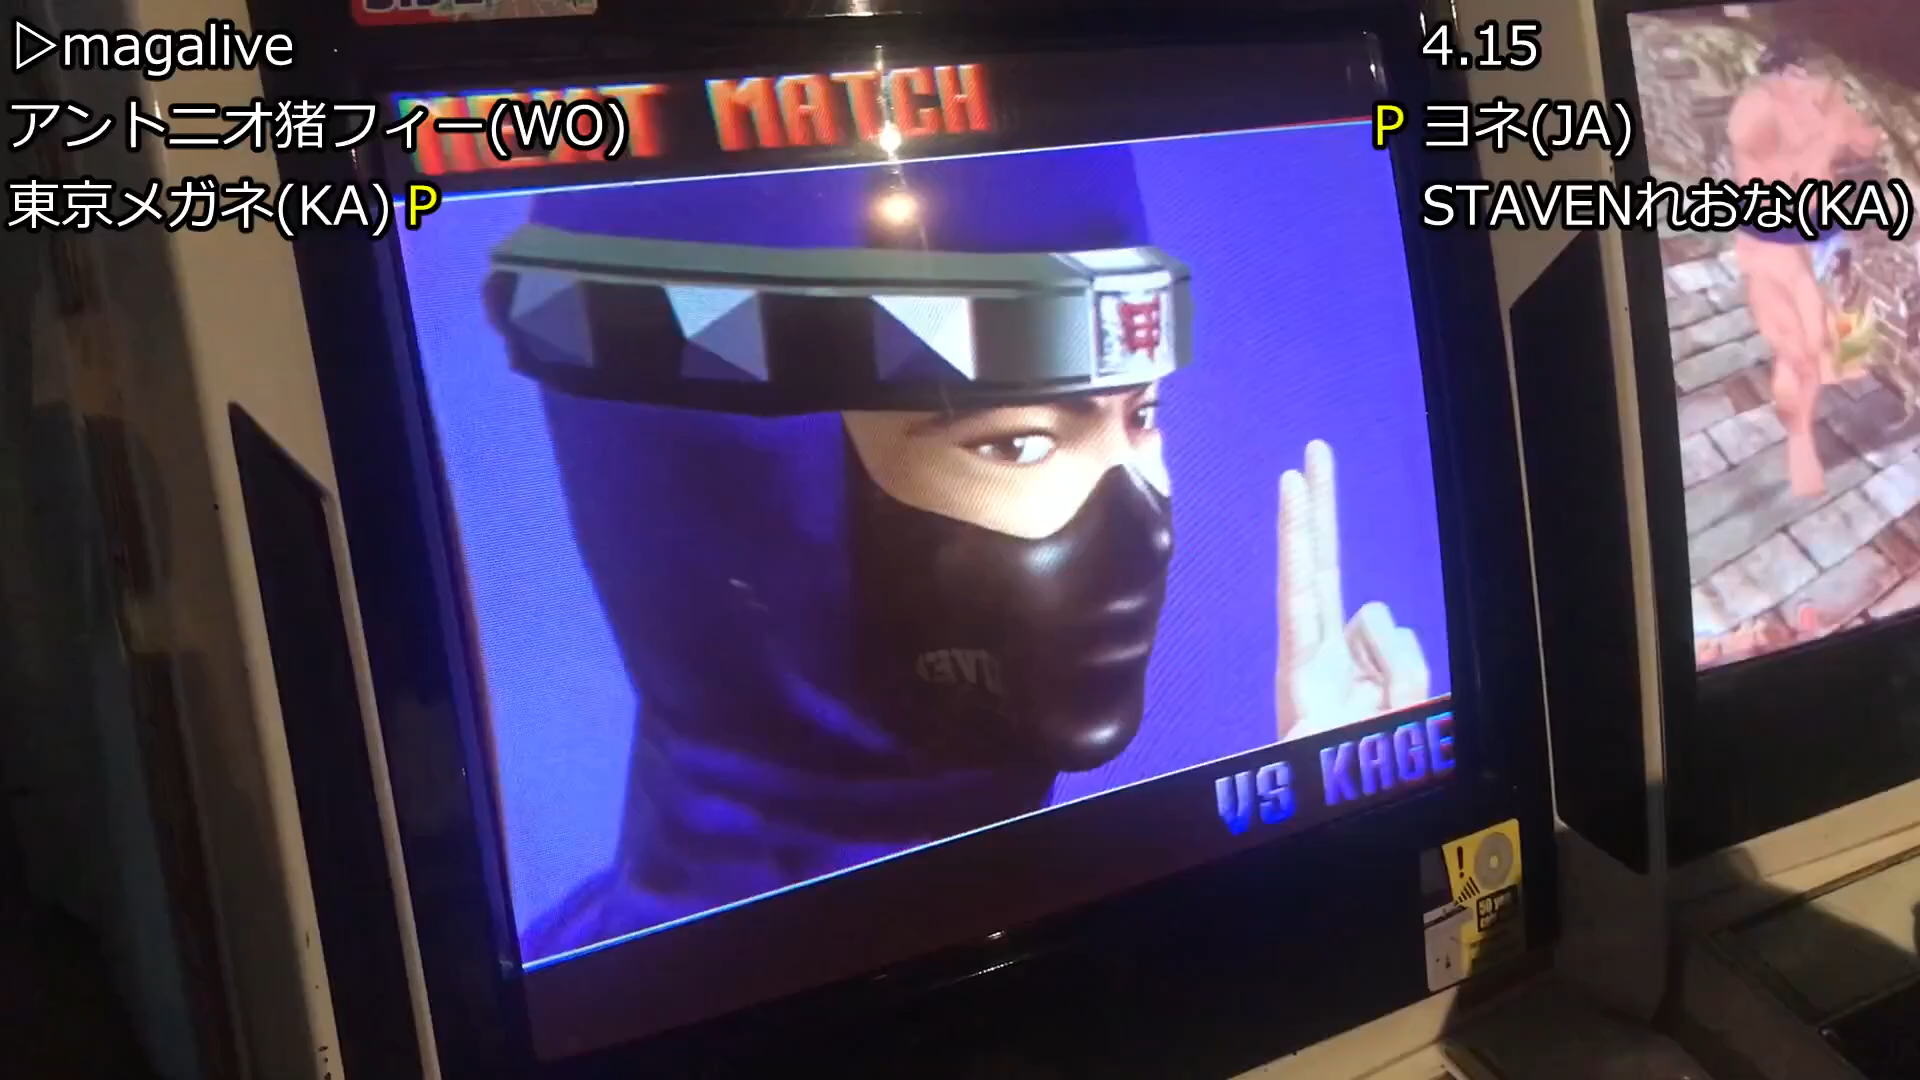 ▷magalive
4.15
アントニオ猪フィー(WO)
P ヨネ(JA)
東京メガネ(KA) P
STAVENれおな(KA)
NEXT MATCH
VS KAGE